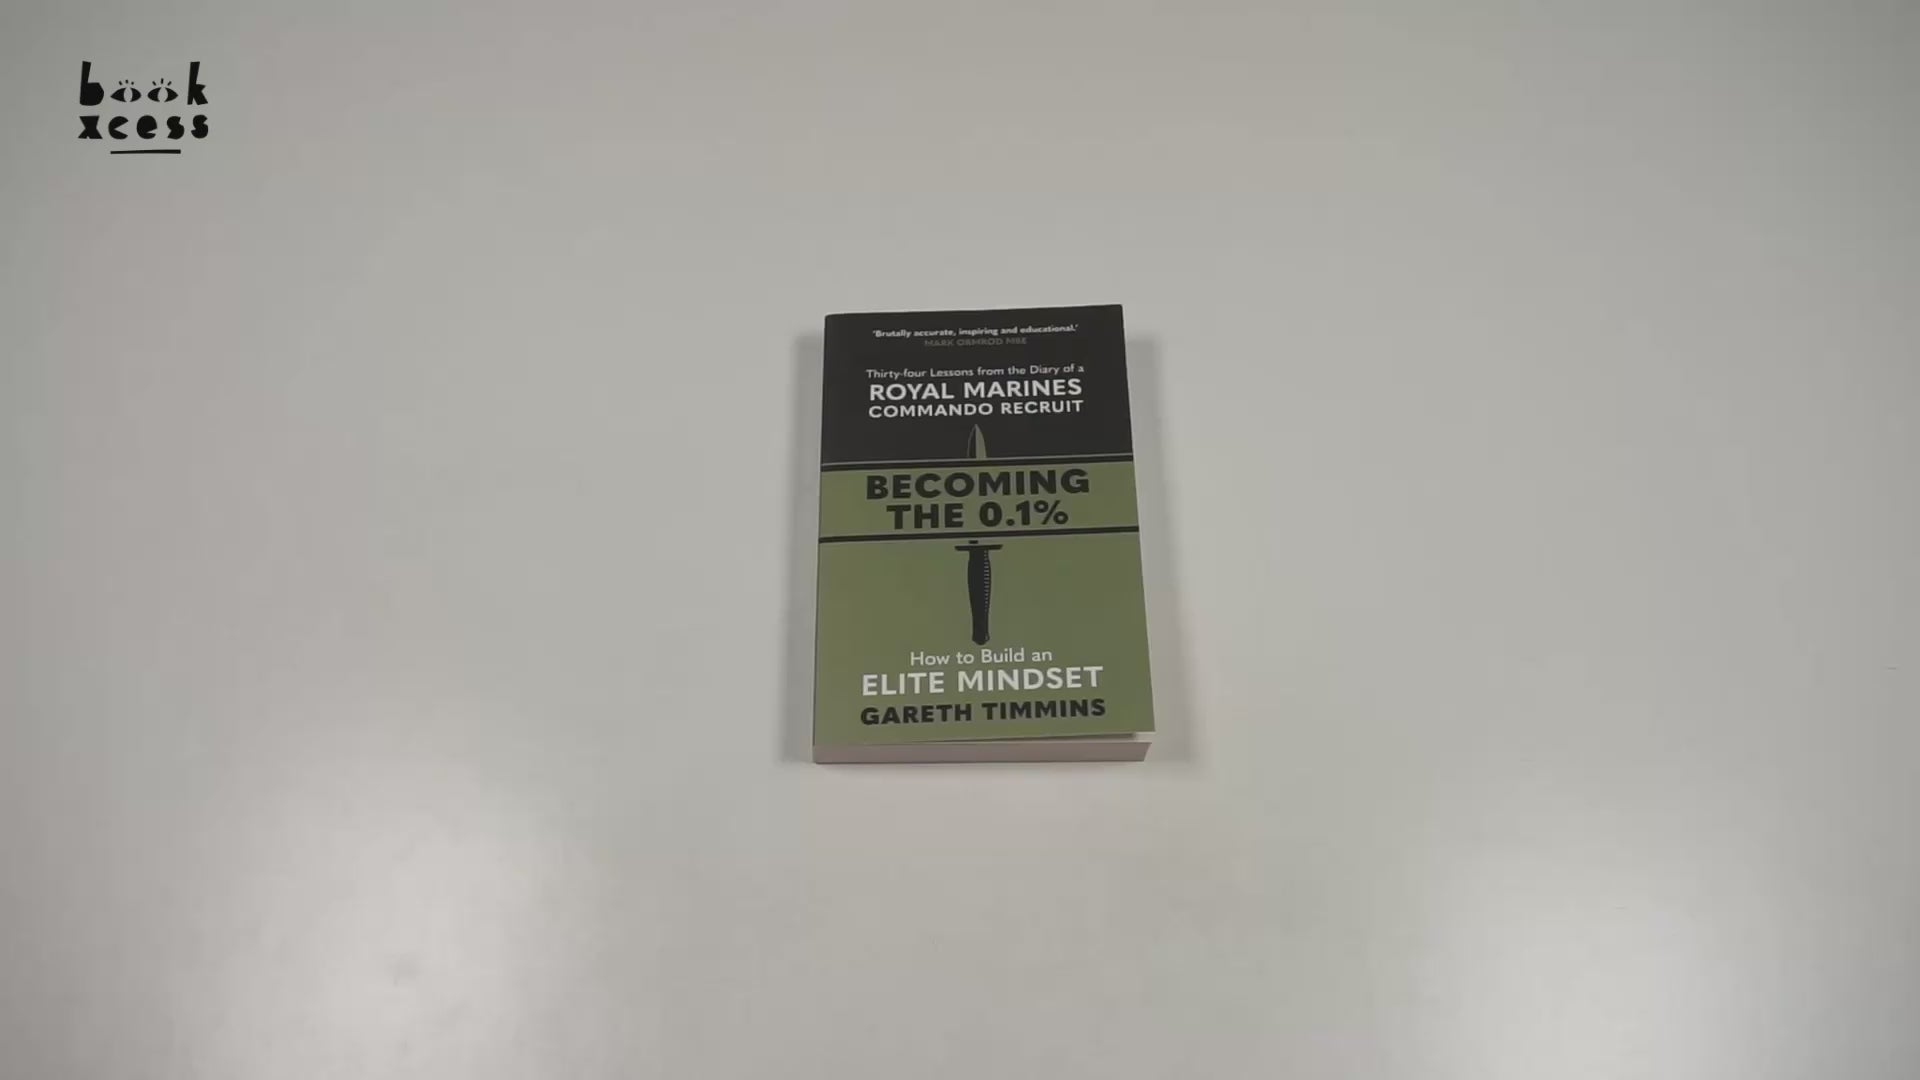 book
xcess
'Brutally accurate, inspiring and educational.'
MARK ORMROD MBE
Thirty-four Lessons from the Diary of a
ROYAL MARINES
COMMANDO RECRUIT
BECOMING
THE 0.1%
How to Build an
ELITE MINDSET
GARETH TIMMINS